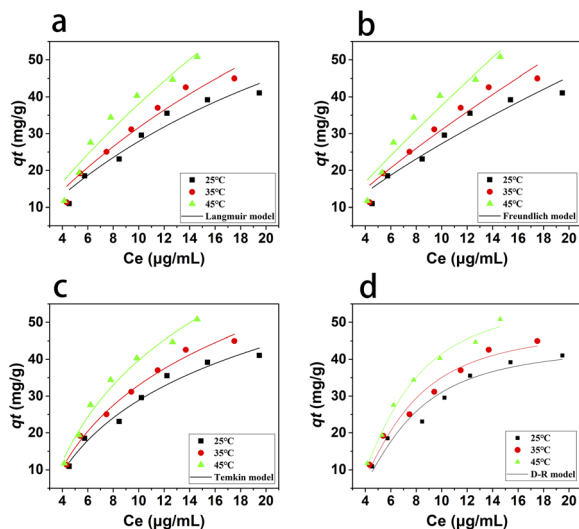 a
qt (mg/g)
50
40
30
20
10
25℃
35℃
45℃
Langmuir model
4 6 8 10 12 14 16 18 20
Ce (μg/mL)
b
qt (mg/g)
50
40
30
20
10
25℃
35℃
45℃
Freundlich model
4 6 8 10 12 14 16 18 20
Ce (μg/mL)
c
qt (mg/g)
50
40
30
20
10
25℃
35℃
45℃
Temkin model
4 6 8 10 12 14 16 18 20
Ce (μg/mL)
d
qt (mg/g)
50
40
30
20
10
25℃
35℃
45℃
D-R model
4 6 8 10 12 14 16 18 20
Ce (μg/mL)